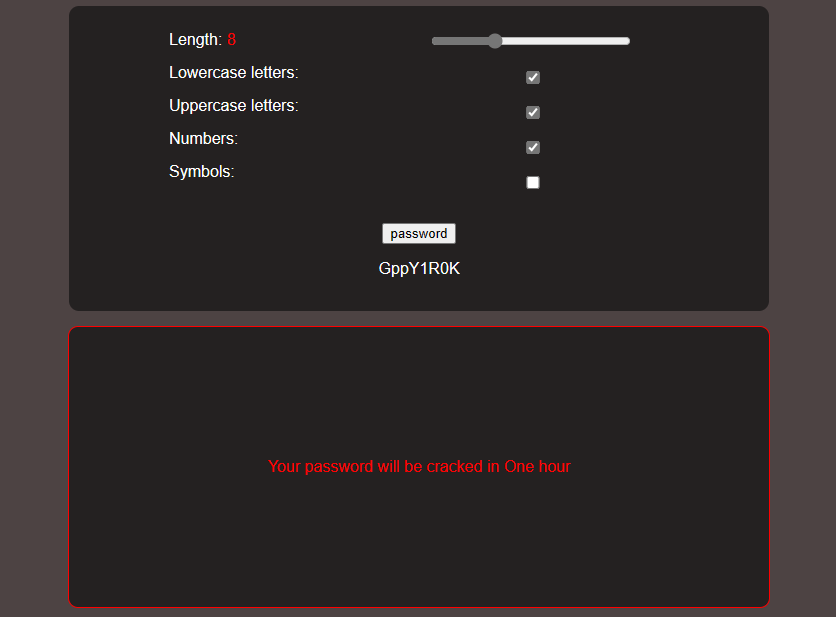 Length: 8
Lowercase letters:
Uppercase letters:
Numbers:
Symbols:
password
GppY1R0K
Your password will be cracked in One hour